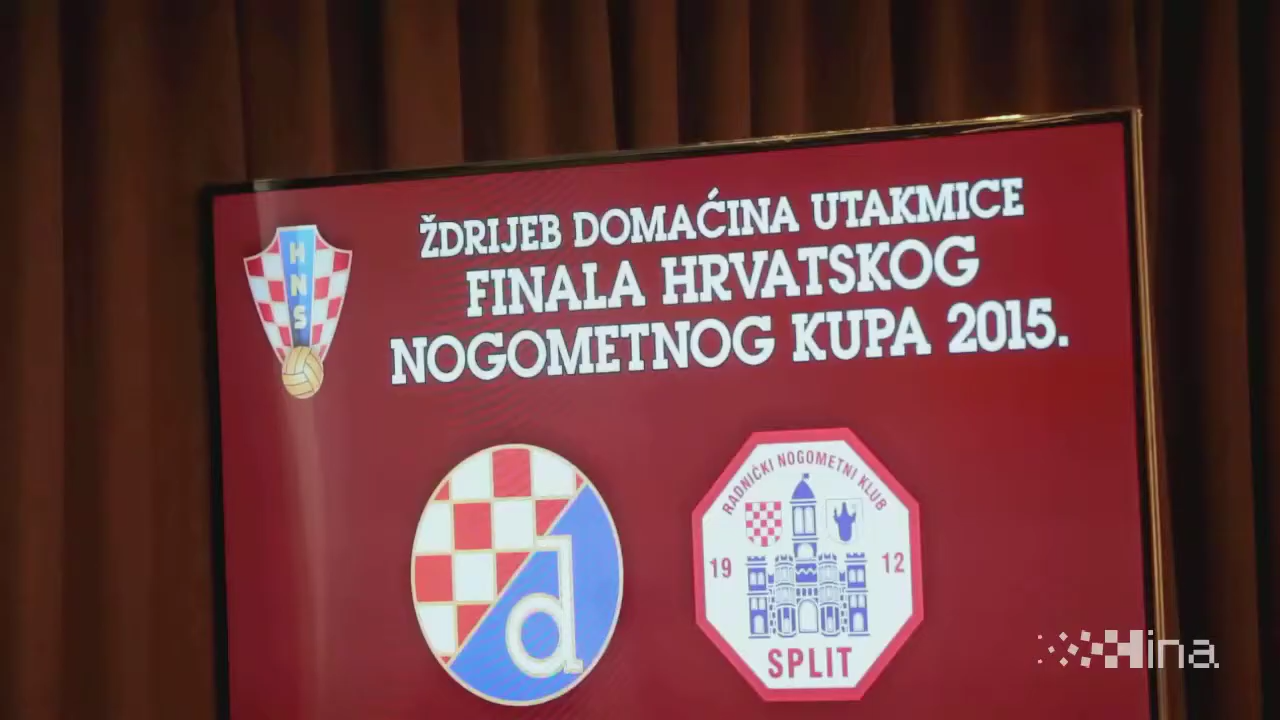 ŽDRIJEB DOMAĆINA UTAKMICE
FINALA HRVATSKOG
NOGOMETNOG KUPA 2015.
HNS
d
RADNIČKI NOGOMETNI KLUB
19 12
SPLIT
Hina